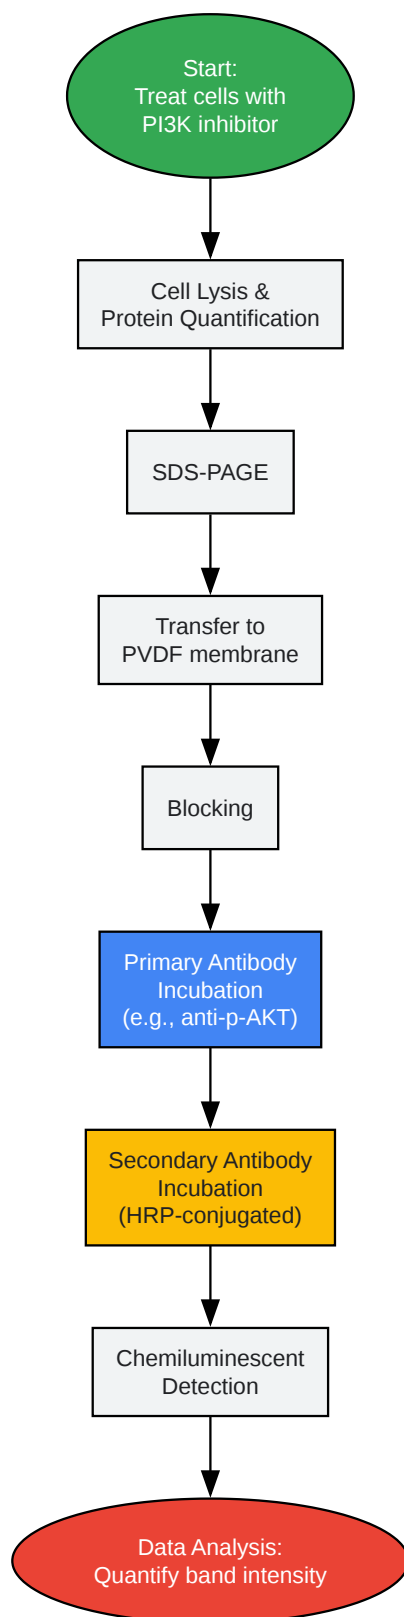 Start:
Treat cells with
PI3K inhibitor
Cell Lysis &
Protein Quantification
SDS-PAGE
Transfer to
PVDF membrane
Blocking
Primary Antibody
Incubation
(e.g., anti-p-AKT)
Secondary Antibody
Incubation
(HRP-conjugated)
Chemiluminescent
Detection
Data Analysis:
Quantify band intensity